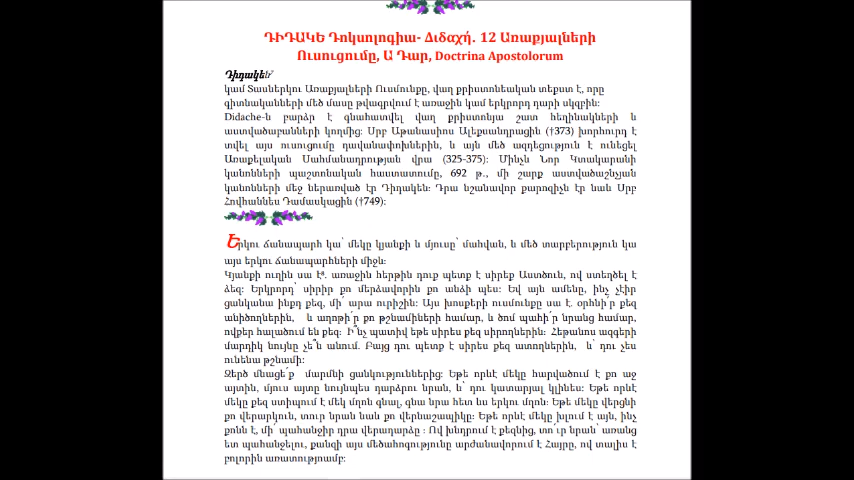 ԴԻԴԱԿԵ Դոկսոլոգիա- Διδαχή. 12 Առաքյալների
Ուսուցումը, Ա Դար, Doctrina Apostolorum
Դիդակեն
կամ Տասներկու Առաքյալների Ուսմունքը, վաղ քրիստոնեական տեքստ է, որը
գիտնականների մեծ մասը թվագրվում է առաջին կամ երկրորդ դարի սկզբին։
Didache-ն բարձր է գնահատվել վաղ քրիստոնյա շատ հեղինակների և
աստվածաբանների կողմից։ Սրբ Աթանասիոս Ալեքսանդրացին (†373) խորհուրդ է
տվել այս ուսուցումը դավանափոխներին, և այն մեծ ազդեցություն է ունեցել
Առաքելական Սահմանադրության վրա (325-375)։ Մինչև Նոր Կտակարանի
կանոնների պաշտոնական հաստատումը, 692 թ., մի շարք աստվածաշնչյան
կանոնների մեջ ներառված էր Դիդակեն։ Դրա նշանավոր քարոզիչն էր նաև Սրբ
Հովհաննես Դամասկացին (†749)։
Երկու ճանապարհ կա՝ մեկը կյանքի և մյուսը՝ մահվան, և մեծ տարբերություն կա
այս երկու ճանապարհների միջև։
Կյանքի ուղին սա է՝. առաջին հերթին դուք պետք է սիրեք Աստծուն, ով ստեղծել է
ձեզ։ Երկրորդ՝ սիրիր քո մերձավորին քո անձի պես։ Եվ այն ամենը, ինչ չէիր
ցանկանա ինքդ քեզ, մի՛ արա ուրիշին։ Այս խոսքերի ուսմունքը սա է. օրհնի՛ր քեզ
անիծողներին, և աղոթի՛ր քո թշնամիների համար, և ծոմ պահի՛ր նրանց համար,
ովքեր հալածում են քեզ։ Ի՞նչ պատիվ եթե սիրես քեզ սիրողներին։ Հեթանոս ազգերի
մարդիկ նույնը չե՞ն անում. Բայց դու պետք է սիրես քեզ ատողներին, և՝ դու չես
ունենա թշնամի։
Զերծ մնացե՛ք մարմնի ցանկություններից։ Եթե որևէ մեկը հարվածում է քո աջ
այտին, մյուս այտը նույնպես դարձրու նրան, և՝ դու կատարյալ կլինես։ Եթե որևէ
մեկը քեզ ստիպում է մեկ մղոն գնալ, գնա նրա հետ ևս երկու մղոն։ Եթե մեկը վերցնի
քո վերարկուն, տուր նրան նաև քո վերնաշապիկը։ Եթե որևէ մեկը խլում է այն, ինչ
քոնն է, մի՛ պահանջիր դրա վերադարձը ։ Ով խնդրում է քեզնից, տո՛ւր նրան՝ առանց
ետ պահանջելու, քանզի այս մեծահոգությունը արժանավորում է Հայրը, ով տալիս է
բոլորին առատությոամբ։